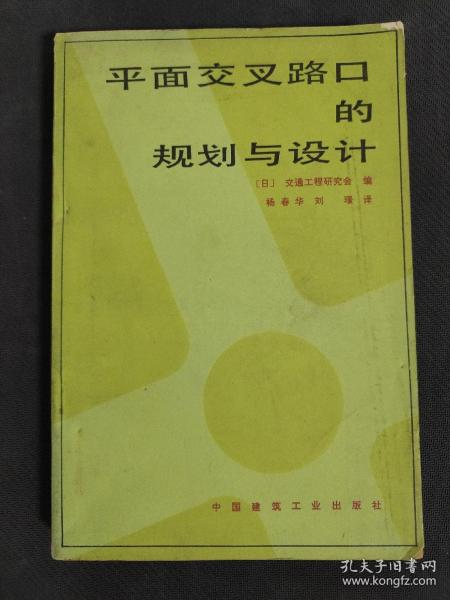 平面交叉路口
的
规划与设计
〔日〕 交通工程研究会 编
杨春华 刘 璟 译
中国建筑工业出版社
孔夫子旧书网
www.kongfz.com